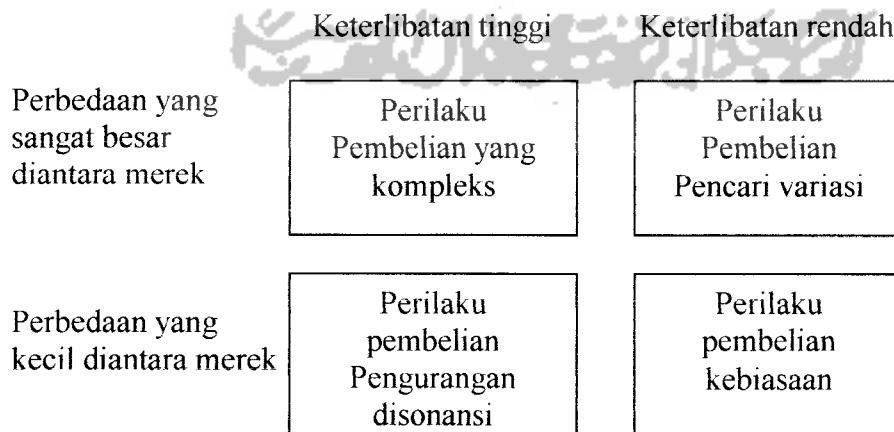 Keterlibatan tinggi Keterlibatan rendah
Perbedaan yang
sangat besar
diantara merek
Perilaku
Pembelian yang
kompleks
Perilaku
Pembelian
Pencari variasi
Perbedaan yang
kecil diantara merek
Perilaku
pembelian
Pengurangan
disonansi
Perilaku
pembelian
kebiasaan